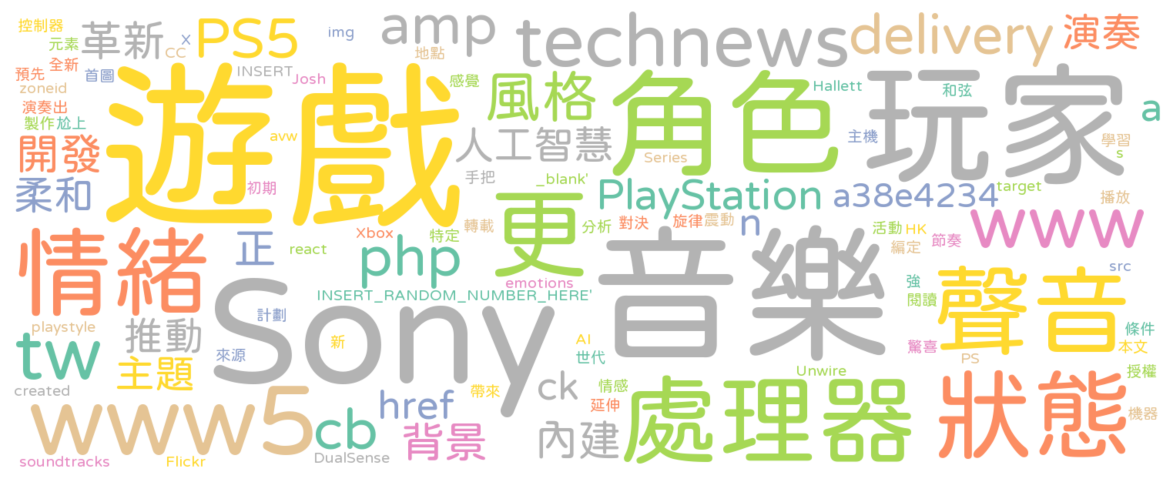 控制器
元素
革新
x
CC
PS5
img
amp
地點
technews
delivery
演奏
預先
全新
首圖
zoneid
INSERT
Josh
感覺
風格
Hallett
和弦
a
演奏出
製作
尬上
遊戲
avw
角色
玩家
主機
學習
s
開發
人工智慧
Series
柔和
初期
手把
_blank'
PlayStation
a38e4234
target
播放
更
轉載
分析
對決
旋律
震動
n
活動
HK
節奏
www
編定
情緒
正
react
Xbox
特定
php
emotions
音樂
src
強
閱讀
聲音
INSERT_RANDOM_NUMBER_HERE'
Sony
計劃
playstyle
推動
tw
來源
新
AI
世代
驚喜
PS
條件
本文
主題
created
帶來
ck
情感
延伸
Unwire
授權
機器
www5
cb
href
背景
內建
處理器
狀態
soundtracks
Flickr
DualSense